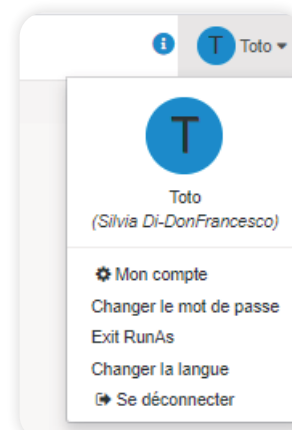 T Toto
T
Toto
(Silvia Di-DonFrancesco)
Mon compte
Changer le mot de passe
Exit RunAs
Changer la langue
Se déconnecter